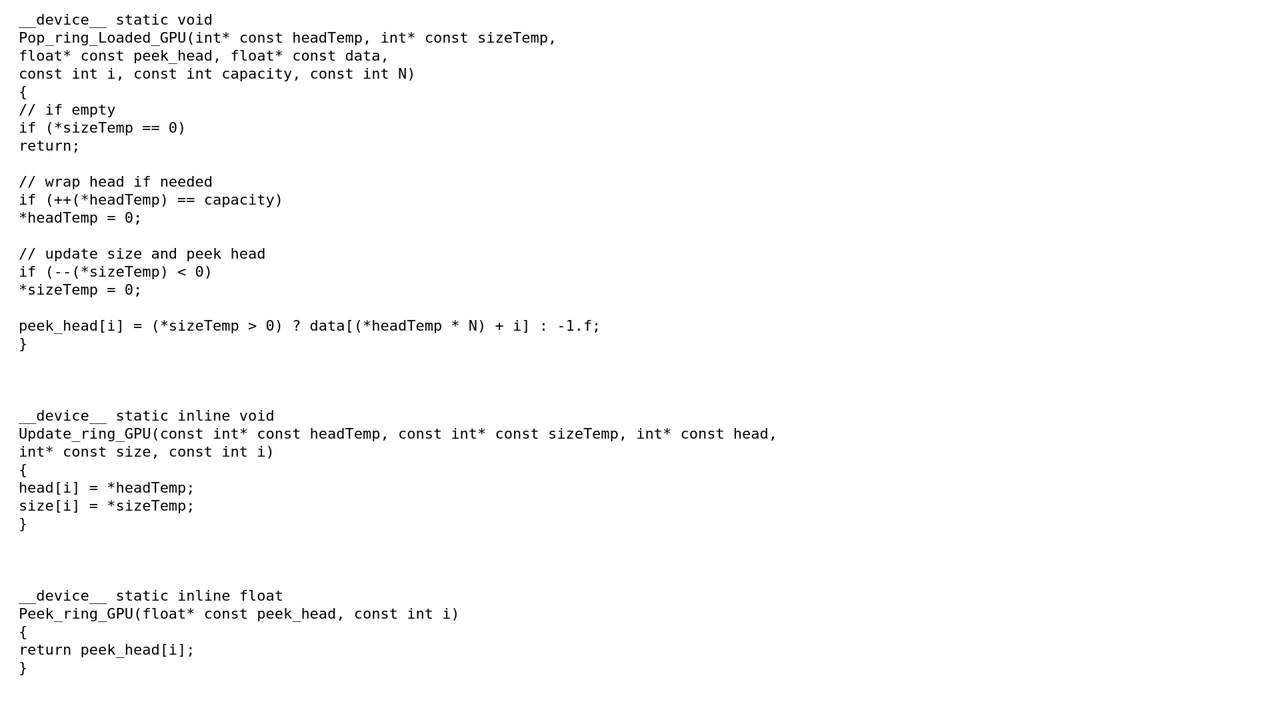 __device__ static void
Pop_ring_Loaded_GPU(int* const headTemp, int* const sizeTemp,
float* const peek_head, float* const data,
const int i, const int capacity, const int N)
{
// if empty
if (*sizeTemp == 0)
return;

// wrap head if needed
if (++(*headTemp) == capacity)
*headTemp = 0;

// update size and peek head
if (--(*sizeTemp) < 0)
*sizeTemp = 0;

peek_head[i] = (*sizeTemp > 0) ? data[(*headTemp * N) + i] : -1.f;
}

__device__ static inline void
Update_ring_GPU(const int* const headTemp, const int* const sizeTemp, int* const head,
int* const size, const int i)
{
head[i] = *headTemp;
size[i] = *sizeTemp;
}

__device__ static inline float
Peek_ring_GPU(float* const peek_head, const int i)
{
return peek_head[i];
}